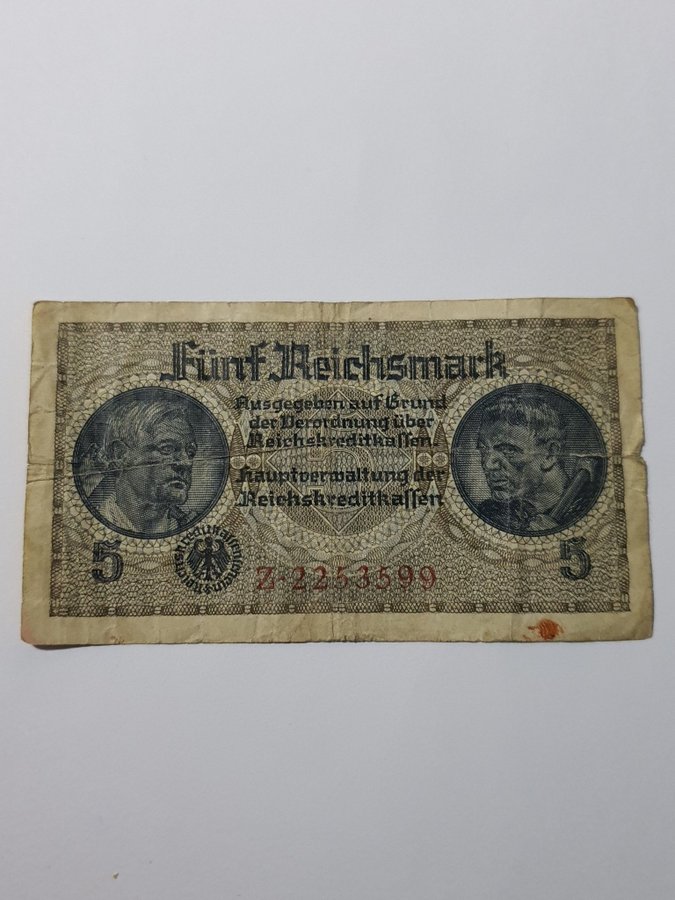 Fünf Reichsmark
Ausgegeben auf Grund
der Verordnung über
Reichskreditkassen.
Hauptverwaltung der
Reichskreditkassen
5
5
Z·2253599